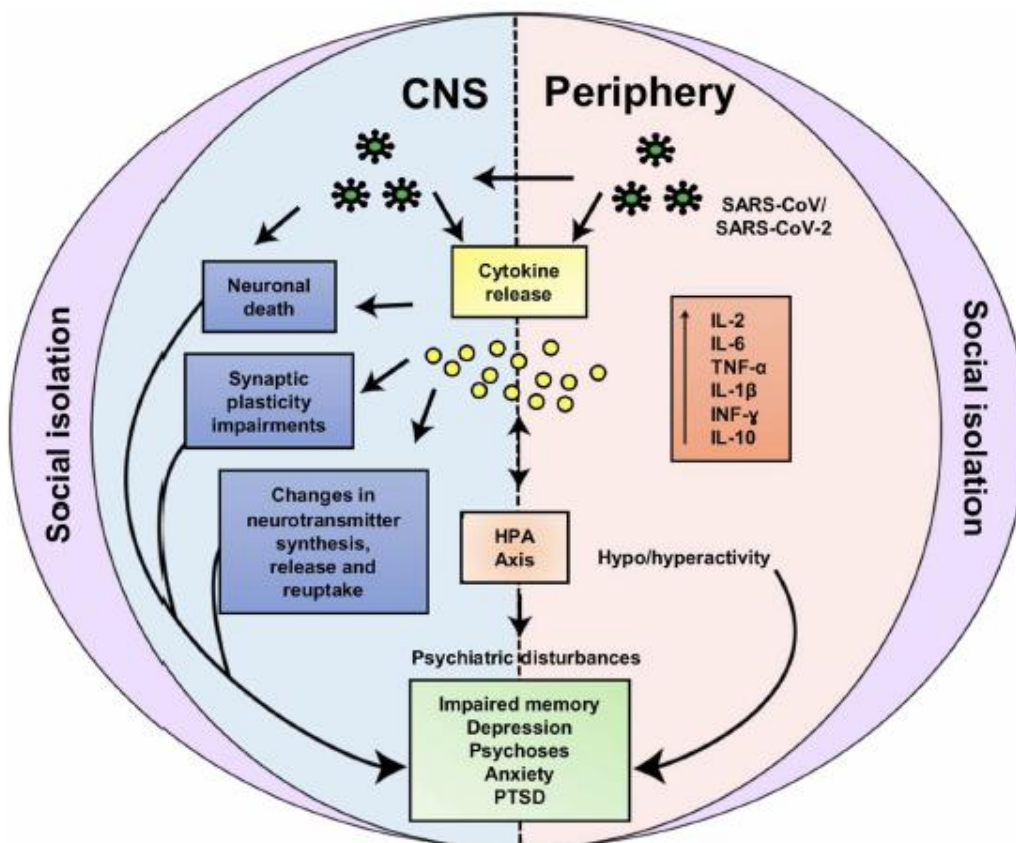 CNS
Periphery
SARS-CoV/
SARS-CoV-2
Cytokine
release
Neuronal
death
Synaptic
plasticity
impairments
Changes in
neurotransmitter
synthesis,
release and
reuptake
IL-2
IL-6
TNF-α
IL-1β
INF-ɣ
IL-10
HPA
Axis
Hypo/hyperactivity
Psychiatric disturbances
Impaired memory
Depression
Psychoses
Anxiety
PTSD
Social isolation
Social isolation